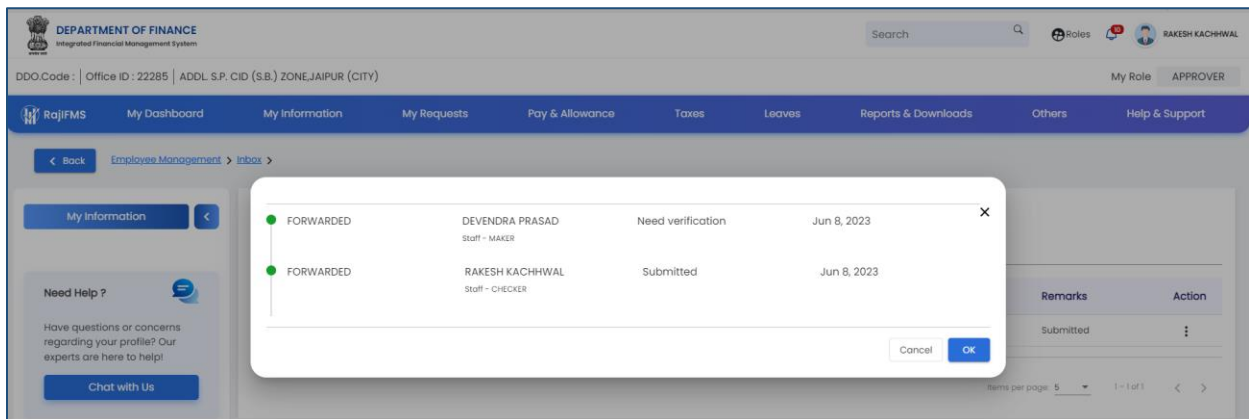 DEPARTMENT OF FINANCE
Integrated Financial Management System
Search
Roles
10
RAKESH KACHHWAL
DDO.Code : | Office ID : 22285 | ADDL. S.P. CID (S.B.) ZONE,JAIPUR (CITY)
My Role APPROVER
RajIFMS My Dashboard My Information My Requests Pay & Allowance Taxes Leaves Reports & Downloads Others Help & Support
< Back Employee Management > Inbox >
My Information <
FORWARDED DEVENDRA PRASAD Need verification Jun 8, 2023 ×
Staff - MAKER
FORWARDED RAKESH KACHHWAL Submitted Jun 8, 2023
Staff - CHECKER
Cancel OK
Need Help ?
Have questions or concerns
regarding your profile? Our
experts are here to help!
Chat with Us
Remarks Action
Submitted
Items per page: 5 1 - 1 of 1 < >